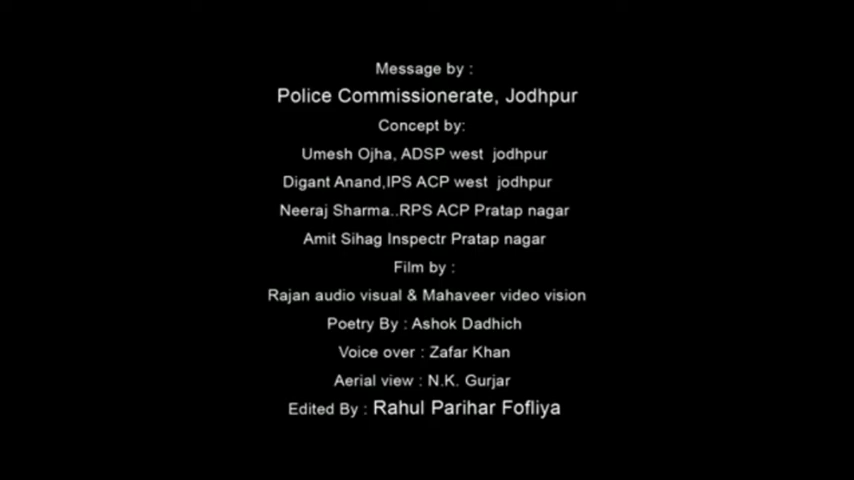 Message by :
Police Commissionerate, Jodhpur
Concept by:
Umesh Ojha, ADSP west jodhpur
Digant Anand,IPS ACP west jodhpur
Neeraj Sharma..RPS ACP Pratap nagar
Amit Sihag Inspectr Pratap nagar
Film by :
Rajan audio visual & Mahaveer video vision
Poetry By : Ashok Dadhich
Voice over : Zafar Khan
Aerial view : N.K. Gurjar
Edited By : Rahul Parihar Fofliya